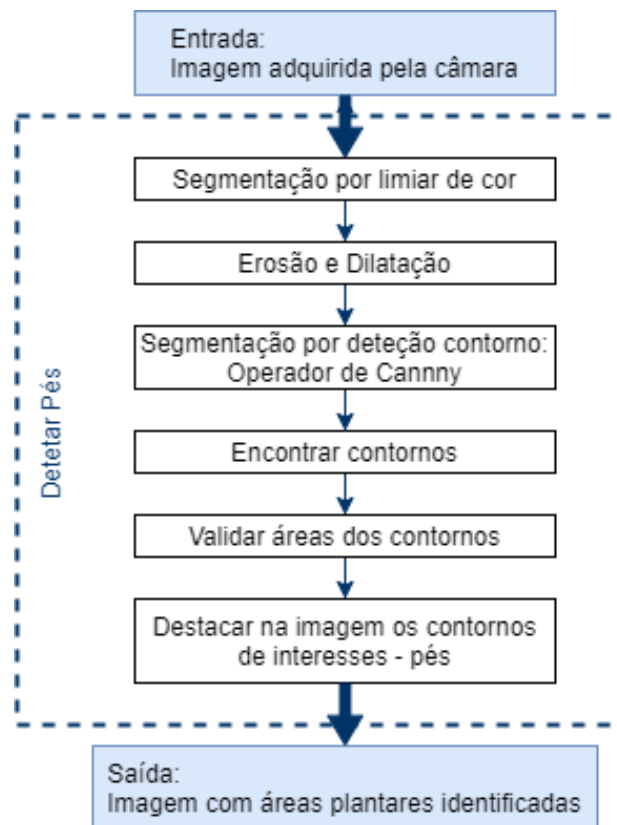 Entrada:
Imagem adquirida pela câmara
Segmentação por limiar de cor
Erosão e Dilatação
Segmentação por deteção contorno:
Operador de Cannny
Encontrar contornos
Validar áreas dos contornos
Destacar na imagem os contornos
de interesses - pés
Detetar Pés
Saída:
Imagem com áreas plantares identificadas